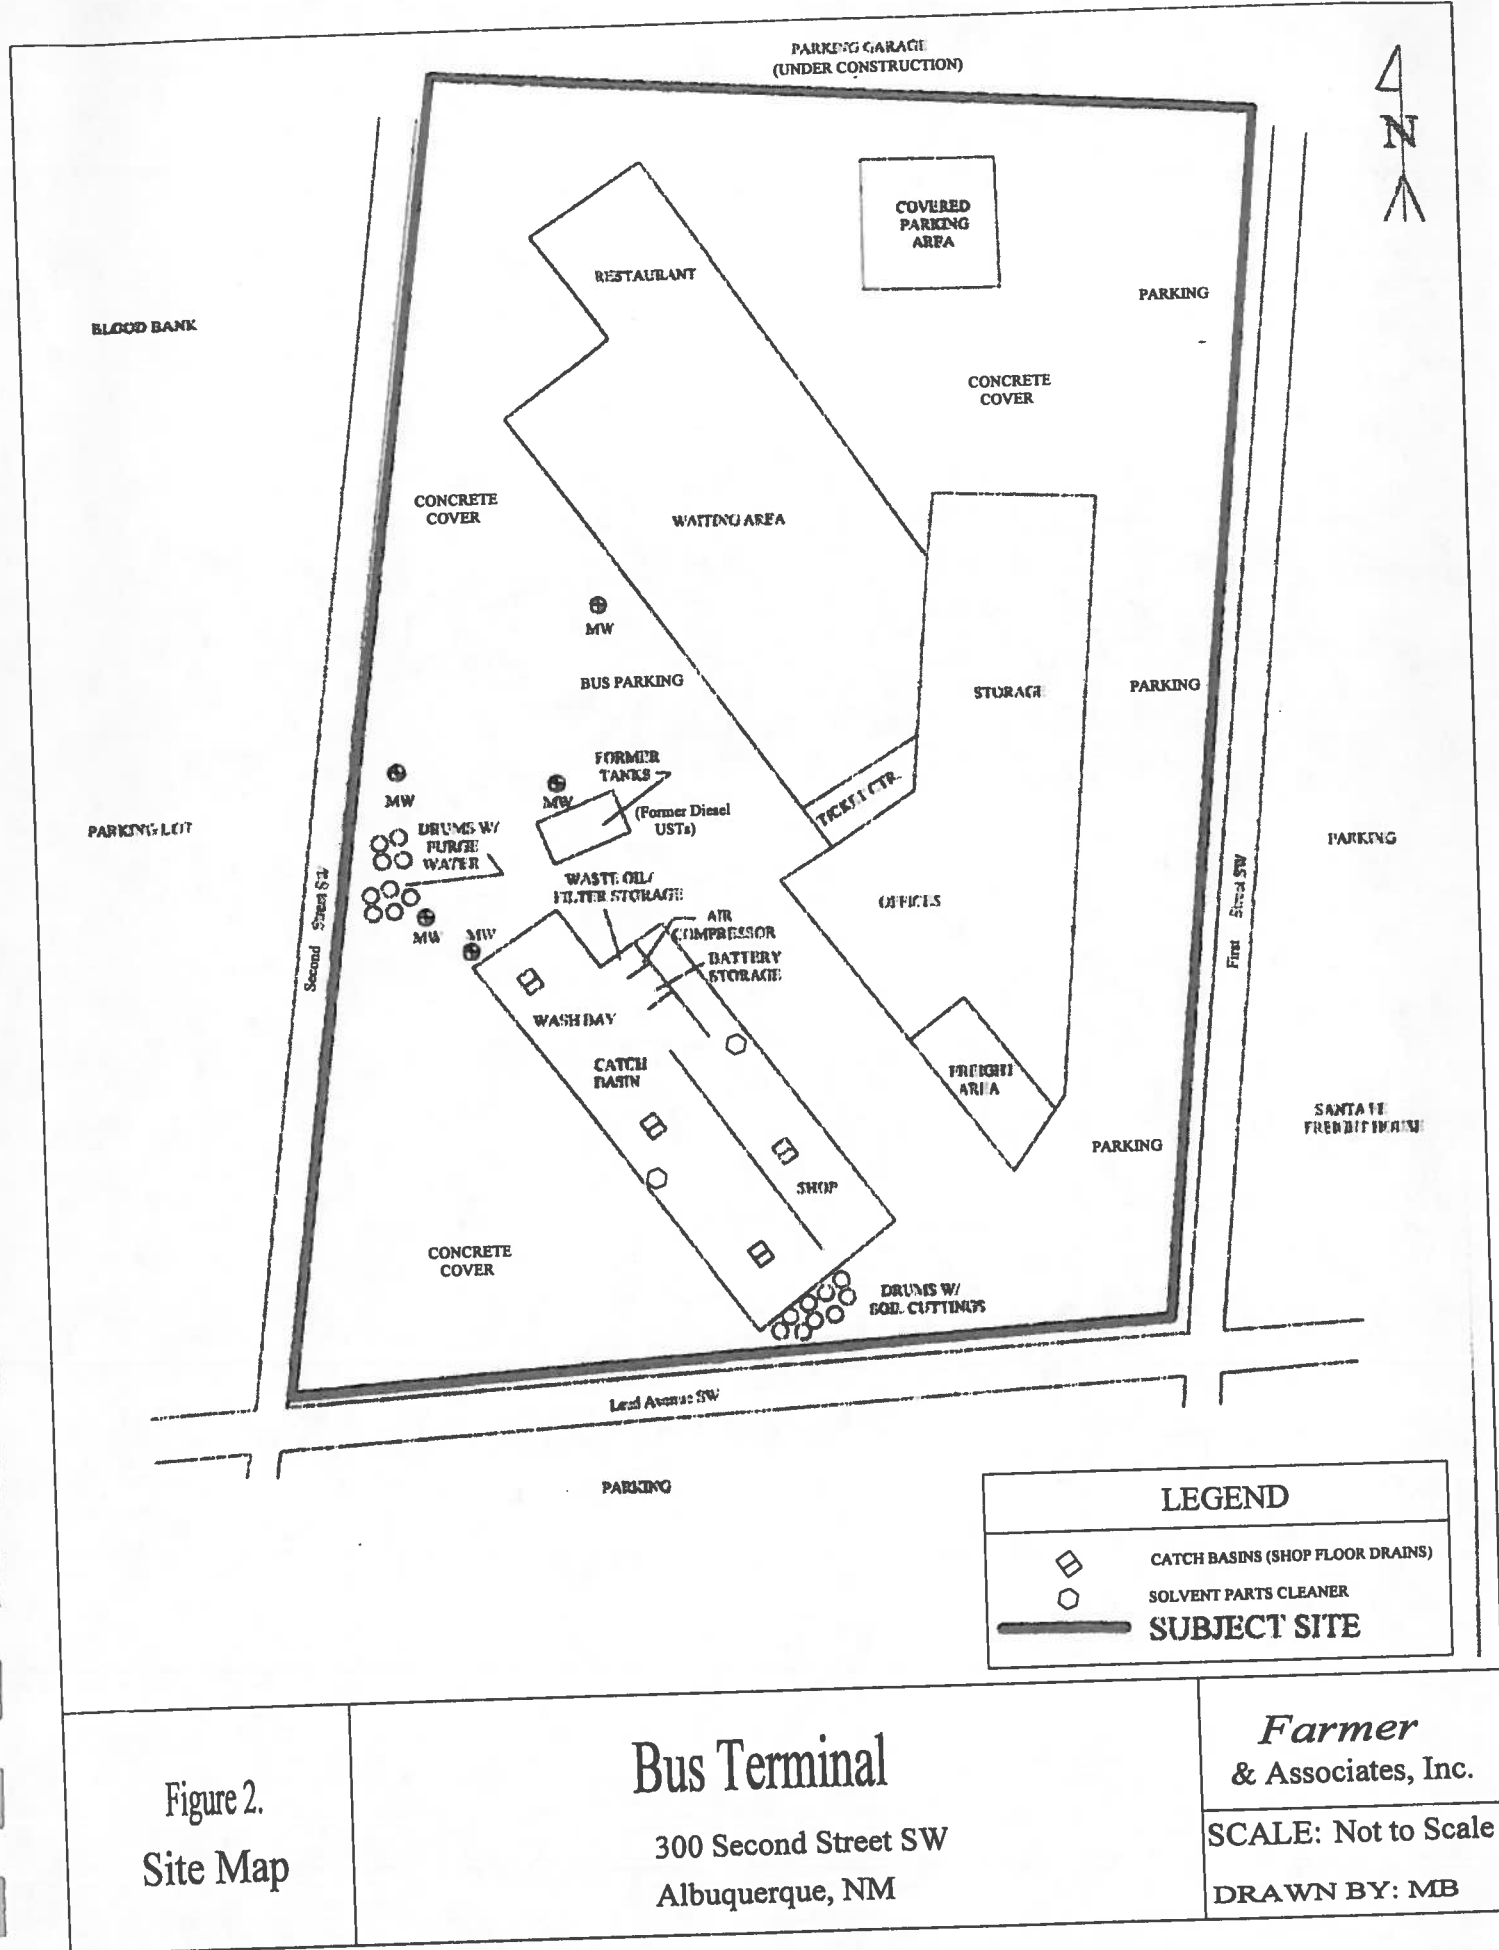 PARKING GARAGE
(UNDER CONSTRUCTION)
N
COVERED
PARKING
AREA
RESTAURANT
PARKING
BLOOD BANK
CONCRETE
COVER
CONCRETE
COVER
WAITING AREA
MW
BUS PARKING
STORAGE
PARKING
FORMER
TANKS
MW
MW
(Former Diesel
USTs)
TICKET CTR.
PARKING LOT
DRUMS W/
PURGE
WATER
PARKING
WASTE OIL/
FILTER STORAGE
OFFICES
Second Street SW
First Street SW
AIR
COMPRESSOR
MW
MW
BATTERY
STORAGE
WASH BAY
CATCH
BASIN
FREIGHT
AREA
SANTA FE
FREIGHT HOUSE
PARKING
SHOP
CONCRETE
COVER
DRUMS W/
SOIL CUTTINGS
Lead Avenue SW
PARKING
LEGEND
CATCH BASINS (SHOP FLOOR DRAINS)
SOLVENT PARTS CLEANER
SUBJECT SITE
Figure 2.
Site Map
Bus Terminal
300 Second Street SW
Albuquerque, NM
Farmer
& Associates, Inc.
SCALE: Not to Scale
DRAWN BY: MB